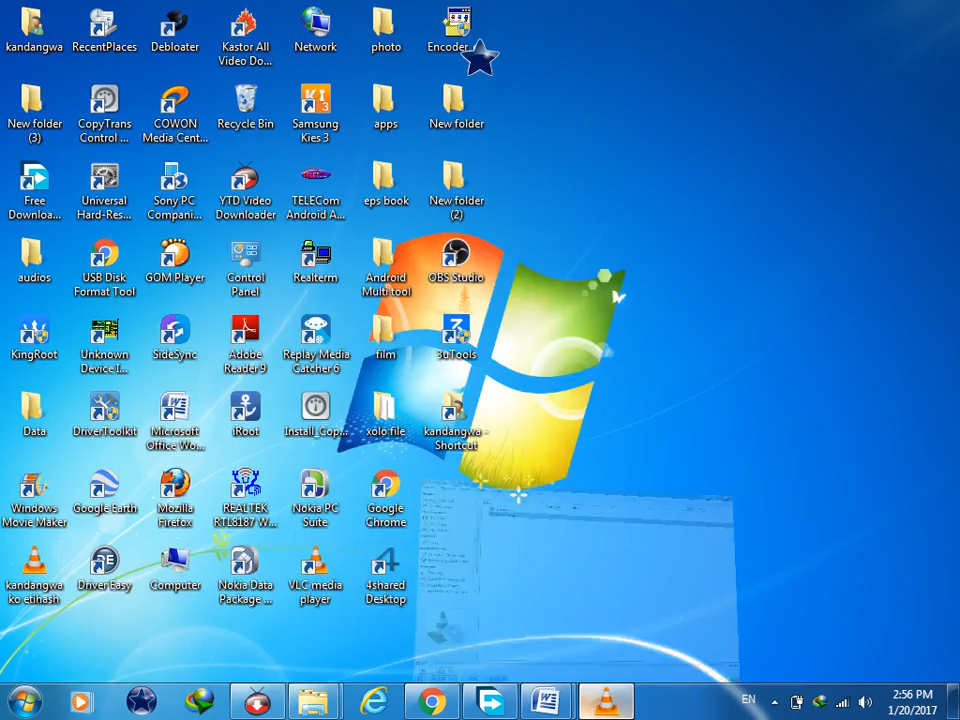 kandangwa
RecentPlaces
Debloater
Kastor All
Video Do...
Network
photo
Encoder
New folder
(3)
CopyTrans
Control ...
COWON
Media Cent...
Recycle Bin
Samsung
Kies 3
apps
New folder
Free
Downloa...
Universal
Hard-Res...
Sony PC
Compani...
YTD Video
Downloader
TELECom
Android A...
eps book
New folder
(2)
audios
USB Disk
Format Tool
GOM Player
Control
Panel
Realterm
Android
Multi tool
OBS Studio
KingRoot
Unknown
Device I...
SideSync
Adobe
Reader 9
Replay Media
Catcher 6
film
3uTools
Data
DriverToolkit
Microsoft
Office Wo...
iRoot
Install_Cop...
xolo file
kandangwa -
Shortcut
Windows
Movie Maker
Google Earth
Mozilla
Firefox
REALTEK
RTL8187 W...
Nokia PC
Suite
Google
Chrome
kandangwa
ko etihash
Driver Easy
Computer
Nokia Data
Package ...
VLC media
player
4shared
Desktop
EN
2:56 PM
1/20/2017